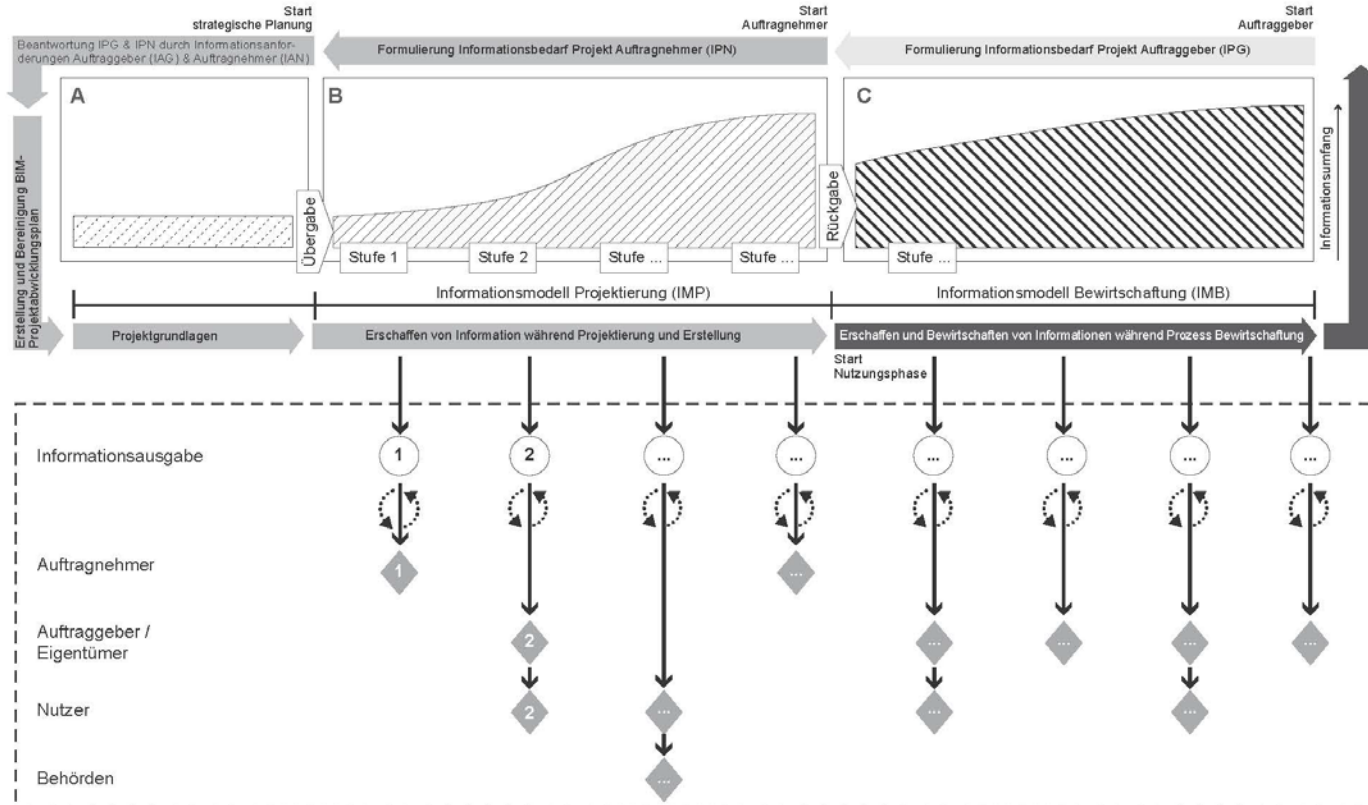 Start
strategische Planung
Start
Auftragnehmer
Start
Auftraggeber
Beantwortung IPG & IPN durch Informationsanfor-
derungen Auftraggeber (IAG) & Auftragnehmer (IAN)
Formulierung Informationsbedarf Projekt Auftragnehmer (IPN)
Formulierung Informationsbedarf Projekt Auftraggeber (IPG)
A
B
C
Erstellung und Bereinigung BIM-
Projektabwicklungsplan
Übergabe
Rückgabe
Informationsumfang
Stufe 1
Stufe 2
Stufe ...
Stufe ...
Stufe ...
Informationsmodell Projektierung (IMP)
Informationsmodell Bewirtschaftung (IMB)
Projektgrundlagen
Erschaffen von Information während Projektierung und Erstellung
Erschaffen und Bewirtschaften von Informationen während Prozess Bewirtschaftung
Start
Nutzungsphase
Informationsausgabe
1
2
...
...
...
...
...
...
Auftragnehmer
1
...
Auftraggeber /
Eigentümer
2
...
...
...
...
Nutzer
2
...
...
...
Behörden
...